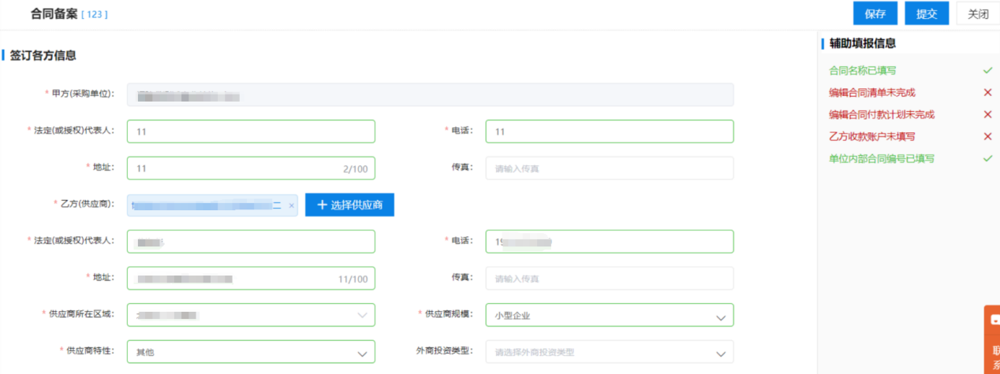 合同备案 [ 123 ]
保存 提交 关闭
签订各方信息
* 甲方(采购单位):
* 法定(或授权)代表人: 11 * 电话: 11
* 地址: 11 2/100 传真: 请输入传真
* 乙方(供应商): 二 × + 选择供应商
* 法定(或授权)代表人: * 电话: 19
* 地址: 11/100 传真: 请输入传真
* 供应商所在区域: * 供应商规模: 小型企业
* 供应商特性: 其他 外商投资类型: 请选择外商投资类型
辅助填报信息
合同名称已填写
编辑合同清单未完成
编辑合同付款计划未完成
乙方收款账户未填写
单位内部合同编号已填写
联
系